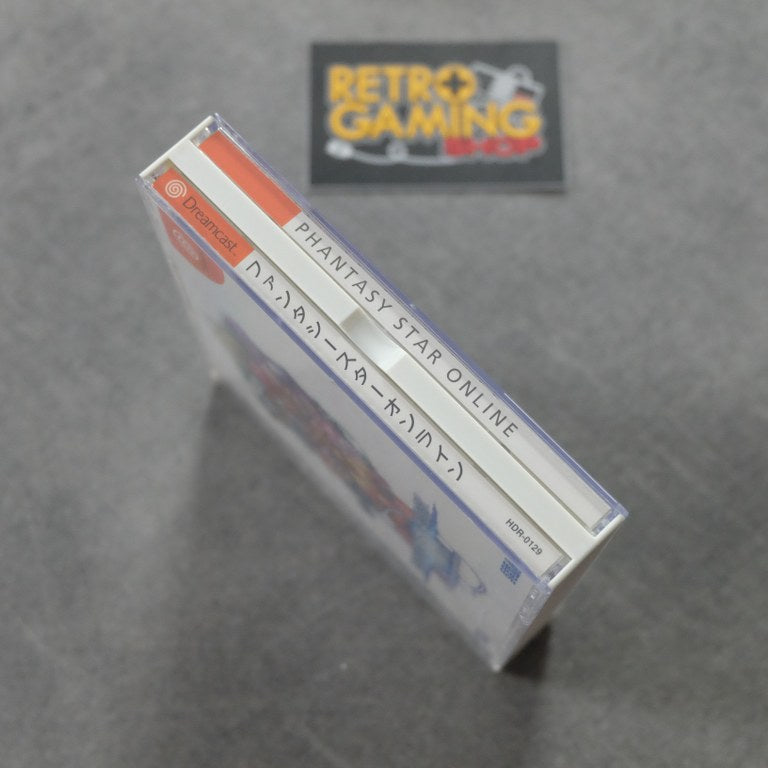 RETRO
GAMING
SHOP
PHANTASY STAR ONLINE
Dreamcast
ファンタシースターオンライン
HDR-0129